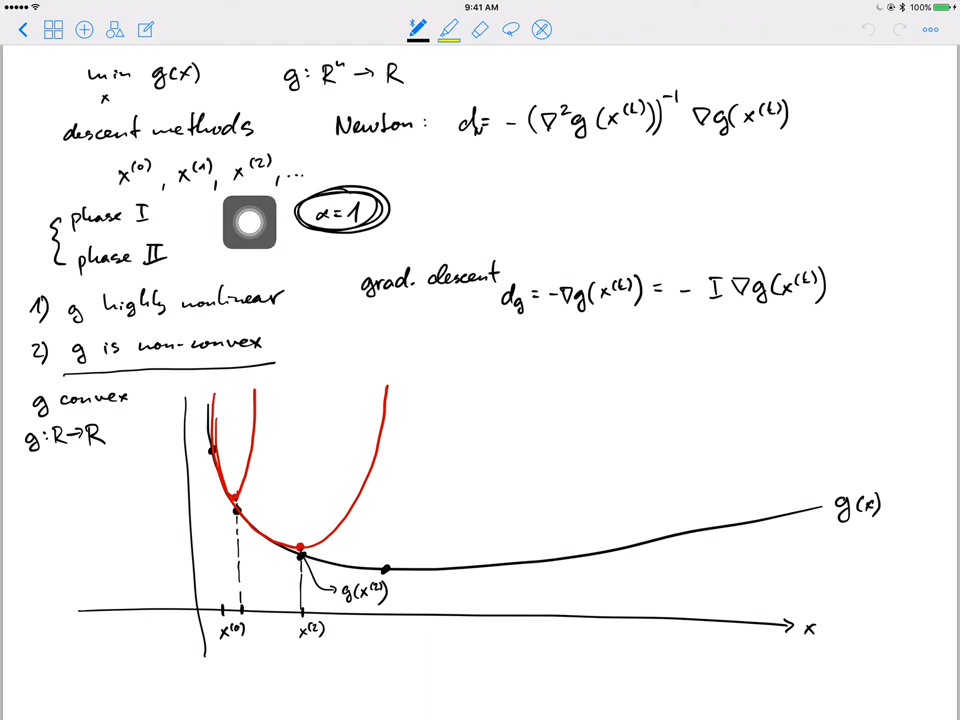 9:41 AM
100%
min g(x)   g: Rⁿ → R
x
descent methods   Newton: d_N = - (∇²g(x^(k)))^-1 ∇g(x^(k))
x^(0), x^(1), x^(2), ...
phase I   α = 1
phase II
grad. descent d_g = -∇g(x^(k)) = - I ∇g(x^(k))
1) g highly nonlinear
2) g is non-convex
g convex
g: R → R
g(x)
g(x^(2))
x^(0) x^(2) x